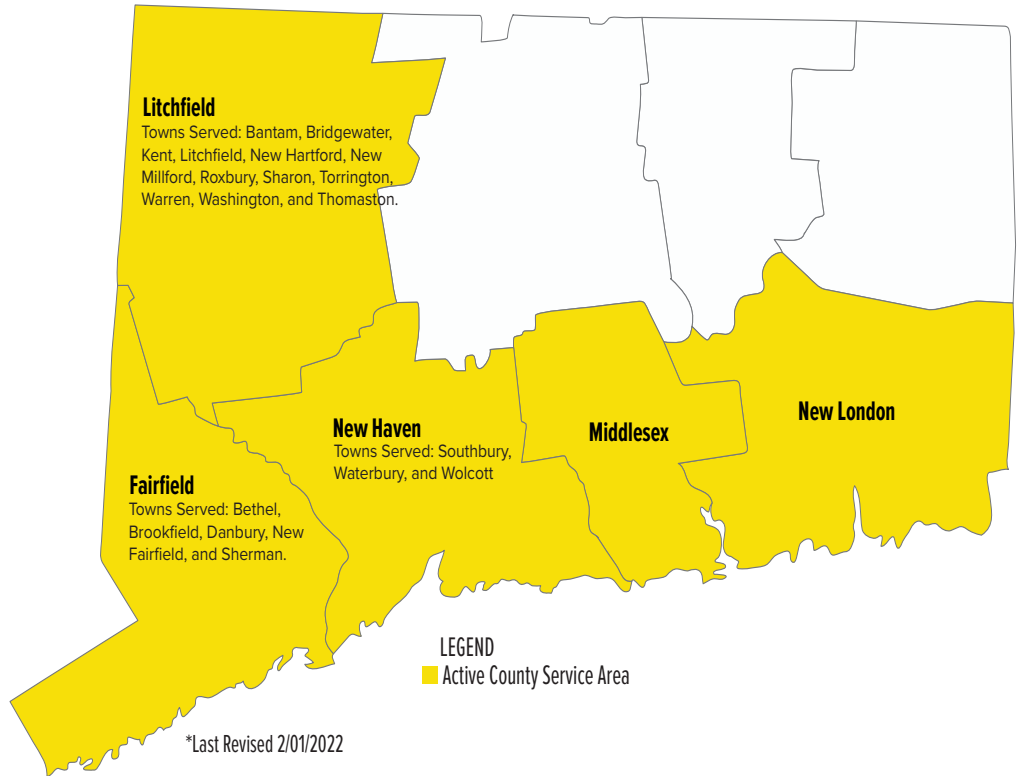 Litchfield
Towns Served: Bantam, Bridgewater,
Kent, Litchfield, New Hartford, New
Millford, Roxbury, Sharon, Torrington,
Warren, Washington, and Thomaston.
New Haven
Towns Served: Southbury,
Waterbury, and Wolcott
Middlesex
New London
Fairfield
Towns Served: Bethel,
Brookfield, Danbury, New
Fairfield, and Sherman.
LEGEND
Active County Service Area
*Last Revised 2/01/2022